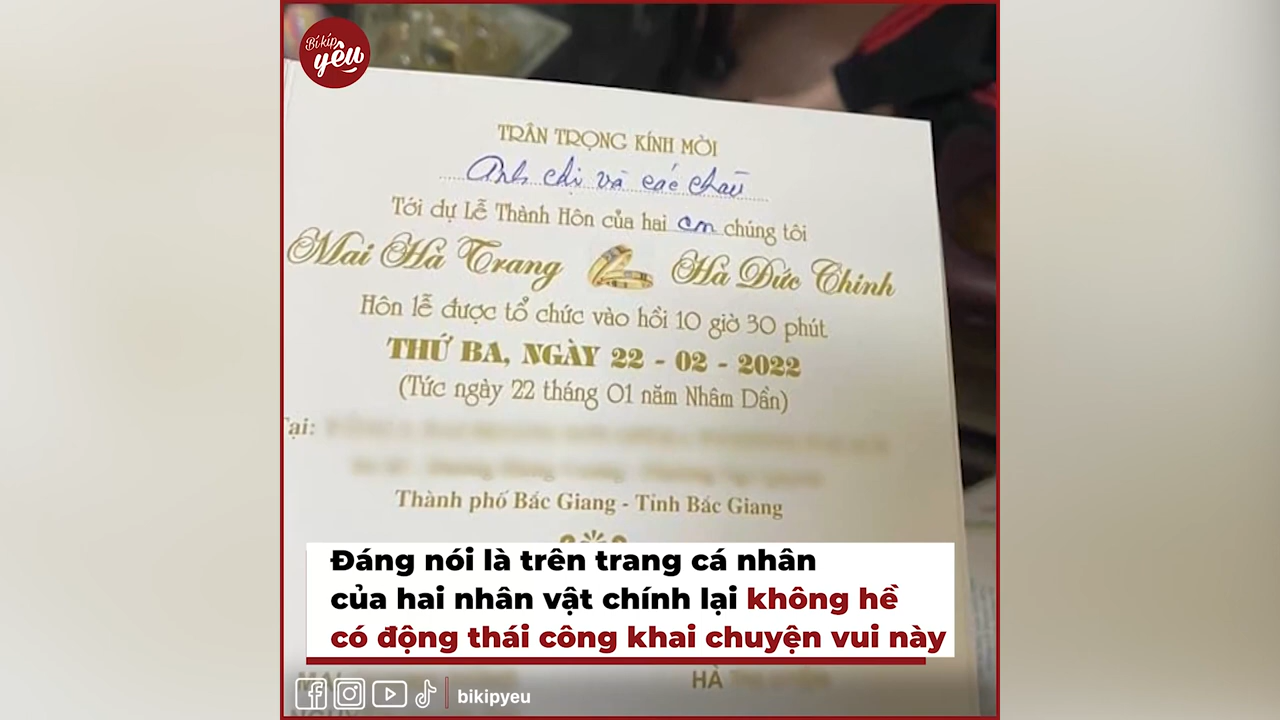 Bí kíp
yêu
TRÂN TRỌNG KÍNH MỜI
Anh chị và các cháu
Tới dự Lễ Thành Hôn của hai em chúng tôi
Mai Hà Trang Hà Đức Chinh
Hôn lễ được tổ chức vào hồi 10 giờ 30 phút
THỨ BA, NGÀY 22 - 02 - 2022
(Tức ngày 22 tháng 01 năm Nhâm Dần)
Tại:
Thành phố Bắc Giang - Tỉnh Bắc Giang
Đáng nói là trên trang cá nhân
của hai nhân vật chính lại không hề
có động thái công khai chuyện vui này
HÀ
bikipyeu